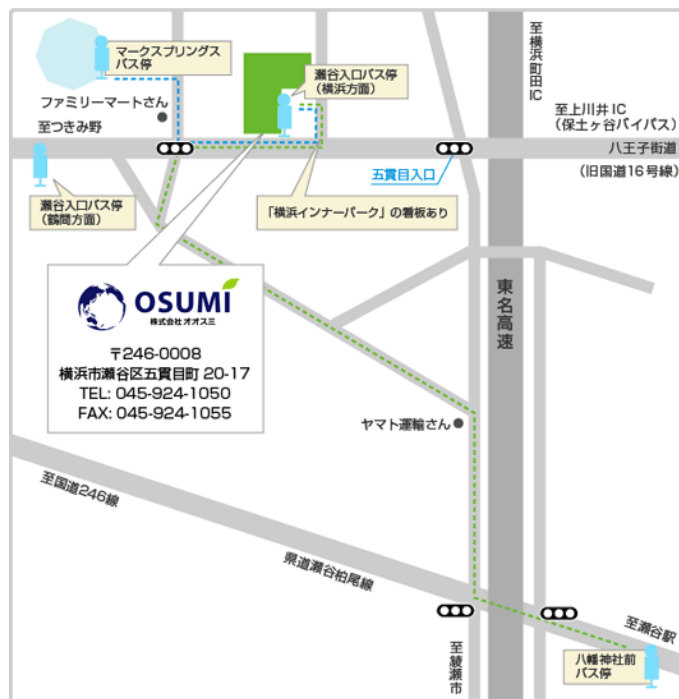 マークスプリングス
バス停
ファミリーマートさん
至つきみ野
瀬谷入口バス停
(横浜方面)
至横浜町田IC
至上川井IC
(保土ヶ谷バイパス)
八王子街道
(旧国道16号線)
五貫目入口
瀬谷入口バス停
(鶴間方面)
「横浜インナーパーク」の看板あり
OSUMI
株式会社オオスミ
〒246-0008
横浜市瀬谷区五貫目町 20-17
TEL: 045-924-1050
FAX: 045-924-1055
東名高速
ヤマト運輸さん
至国道246線
県道瀬谷柏尾線
至瀬谷駅
至綾瀬市
八幡神社前
バス停